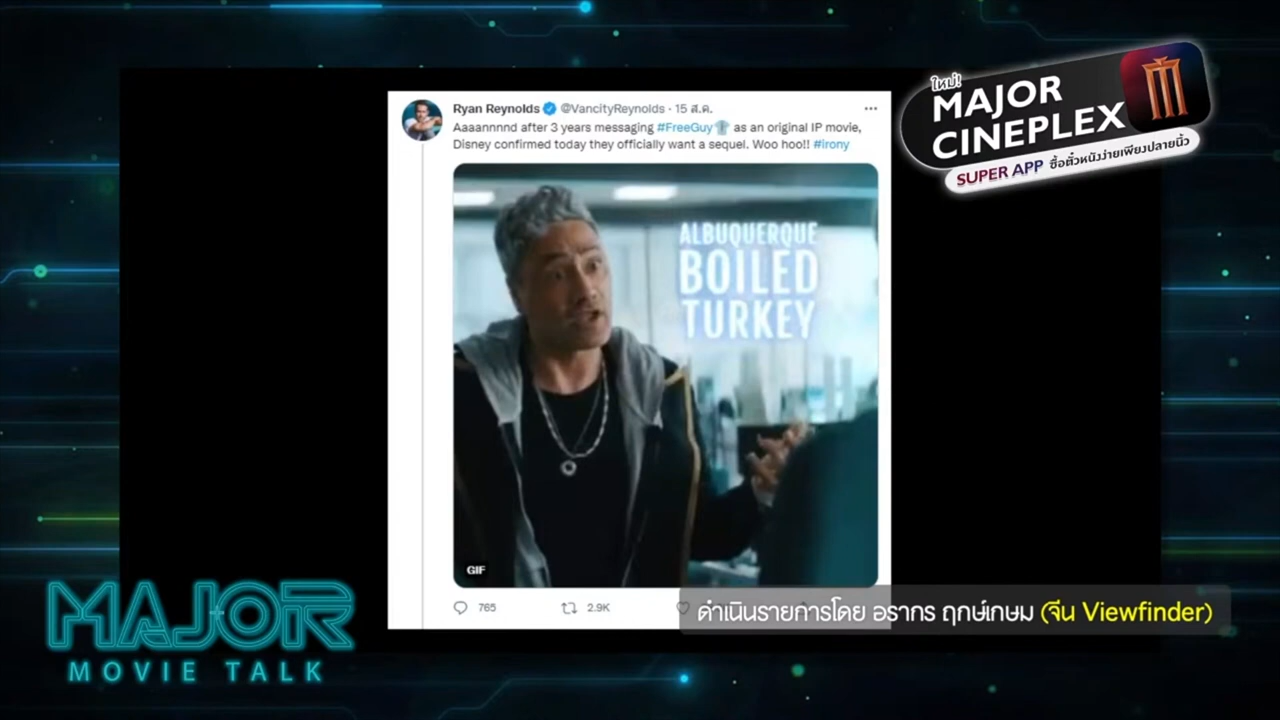 Ryan Reynolds @VancityReynolds · 15 ส.ค.
Aaaannnnd after 3 years messaging #FreeGuy as an original IP movie,
Disney confirmed today they officially want a sequel. Woo hoo!! #irony
ALBUQUERQUE
BOILED
TURKEY
GIF
765 2.9K
ใหม่!
MAJOR
CINEPLEX
SUPER APP ซื้อตั๋วหนังง่ายเพียงปลายนิ้ว
MAJOR
MOVIE TALK
ดำเนินรายการโดย อรากร ฤกษ์เกษม (จีน Viewfinder)